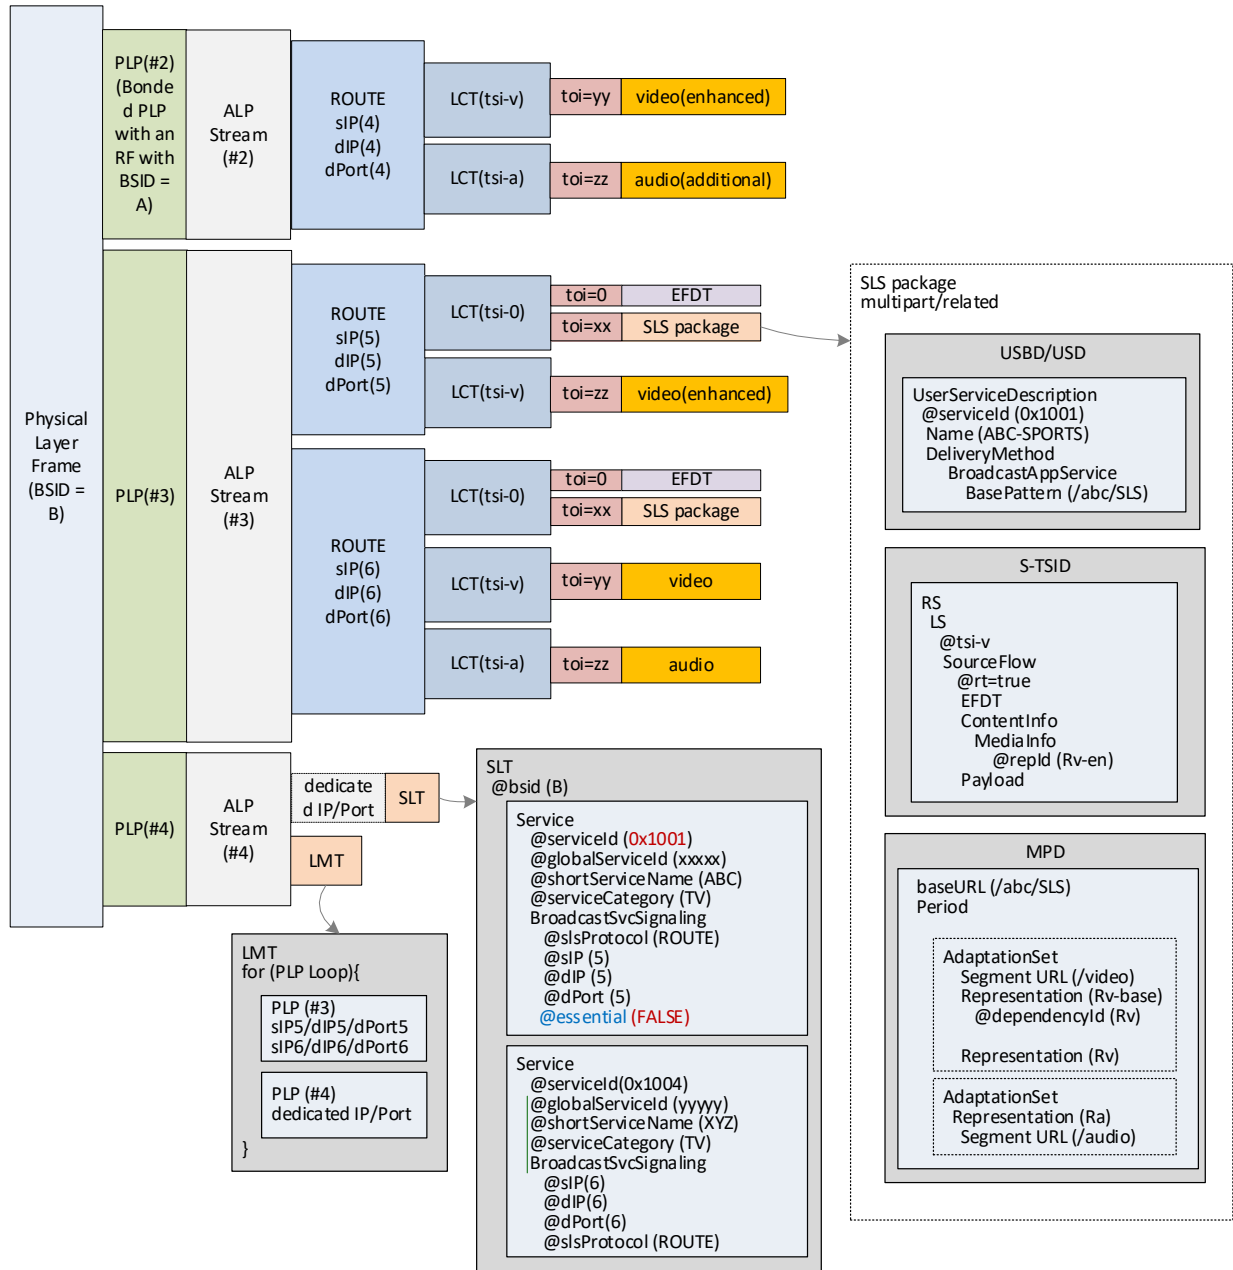 Physical
Layer
Frame
(BSID =
B)
PLP(#2)
(Bonde
d PLP
with an
RF with
BSID =
A)
ALP
Stream
(#2)
ROUTE
sIP(4)
dIP(4)
dPort(4)
LCT(tsi-v)
toi=yy
video(enhanced)
LCT(tsi-a)
toi=zz
audio(additional)
PLP(#3)
ALP
Stream
(#3)
ROUTE
sIP(5)
dIP(5)
dPort(5)
LCT(tsi-0)
toi=0
EFDT
toi=xx
SLS package
LCT(tsi-v)
toi=zz
video(enhanced)
ROUTE
sIP(6)
dIP(6)
dPort(6)
LCT(tsi-0)
toi=0
EFDT
toi=xx
SLS package
LCT(tsi-v)
toi=yy
video
LCT(tsi-a)
toi=zz
audio
PLP(#4)
ALP
Stream
(#4)
dedicate
d IP/Port
SLT
LMT
LMT
for (PLP Loop){
PLP (#3)
sIP5/dIP5/dPort5
sIP6/dIP6/dPort6
PLP (#4)
dedicated IP/Port
}
SLT
@bsid (B)
Service
@serviceId (0x1001)
@globalServiceId (xxxxx)
@shortServiceName (ABC)
@serviceCategory (TV)
BroadcastSvcSignaling
@slsProtocol (ROUTE)
@sIP (5)
@dIP (5)
@dPort (5)
@essential (FALSE)
Service
@serviceId(0x1004)
@globalServiceId (yyyyy)
@shortServiceName (XYZ)
@serviceCategory (TV)
BroadcastSvcSignaling
@sIP(6)
@dIP(6)
@dPort(6)
@slsProtocol (ROUTE)
SLS package
multipart/related
USBD/USD
UserServiceDescription
@serviceId (0x1001)
Name (ABC-SPORTS)
DeliveryMethod
BroadcastAppService
BasePattern (/abc/SLS)
S-TSID
RS
LS
@tsi-v
SourceFlow
@rt=true
EFDT
ContentInfo
MediaInfo
@repId (Rv-en)
Payload
MPD
baseURL (/abc/SLS)
Period
AdaptationSet
Segment URL (/video)
Representation (Rv-base)
@dependencyId (Rv)
Representation (Rv)
AdaptationSet
Representation (Ra)
Segment URL (/audio)